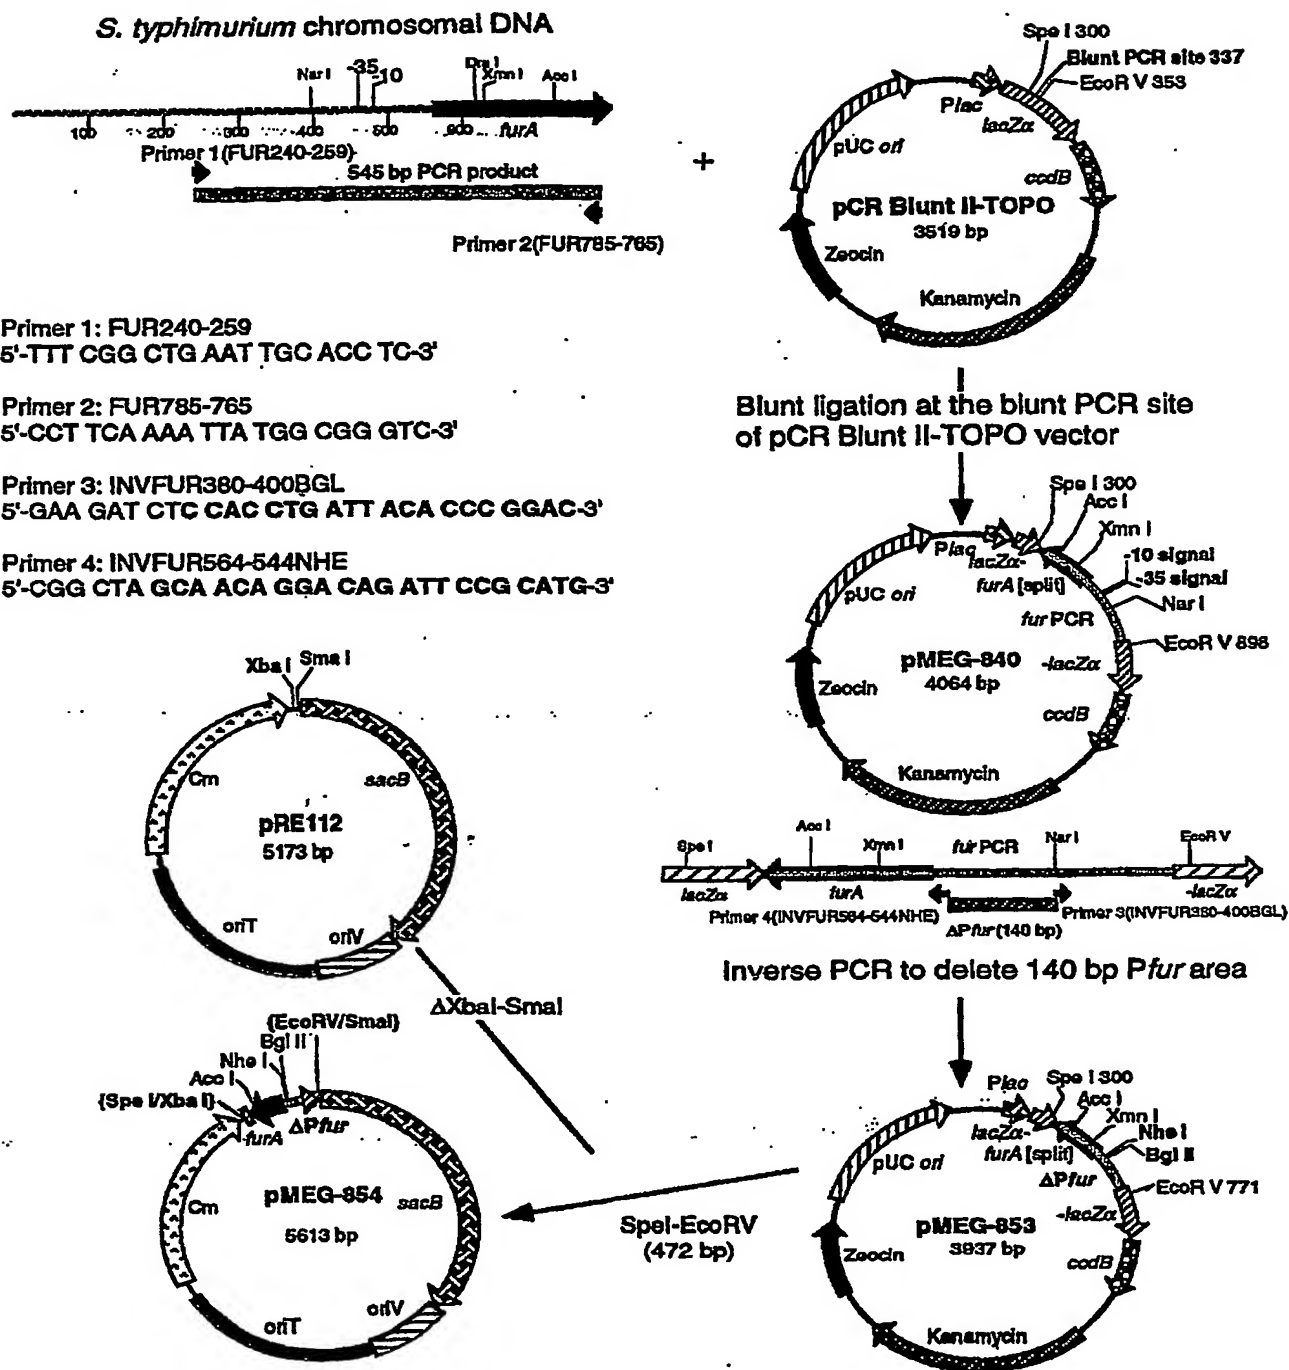 S. typhimurium chromosomal DNA
Nar I
-35
-10
Dra I
Xmn I
Acc I
100
200
300
400
500
600
furA
Primer 1(FUR240-259)
545 bp PCR product
Primer 2(FUR785-765)
+
Spe I 300
Blunt PCR site 337
EcoR V 353
Plac
lacZα
pUC ori
ccdB
pCR Blunt II-TOPO
3519 bp
Zeocin
Kanamycin
Primer 1: FUR240-259
5'-TTT CGG CTG AAT TGC ACC TC-3'
Primer 2: FUR785-765
5'-CCT TCA AAA TTA TGG CGG GTC-3'
Primer 3: INVFUR380-400BGL
5'-GAA GAT CTC CAC CTG ATT ACA CCC GGAC-3'
Primer 4: INVFUR564-544NHE
5'-CGG CTA GCA ACA GGA CAG ATT CCG CATG-3'
Blunt ligation at the blunt PCR site
of pCR Blunt II-TOPO vector
Spe I 300
Acc I
Xmn I
-10 signal
-35 signal
Nar I
EcoR V 898
Plac
lacZα-
furA [split]
fur PCR
pUC ori
pMEG-840
4064 bp
-lacZα
Zeocin
ccdB
Kanamycin
Xba I
Sma I
Cm
sacB
pRE112
5173 bp
oriT
oriV
Spe I
Acc I
Xmn I
fur PCR
Nar I
EcoR V
lacZα
furA
-lacZα
Primer 4(INVFUR564-544NHE)
Primer 3(INVFUR380-400BGL)
ΔPfur (140 bp)
Inverse PCR to delete 140 bp Pfur area
ΔXbaI-SmaI
{EcoRV/SmaI}
Bgl II
Nhe I
Acc I
{Spe I/Xba I}
furA
ΔPfur
Cm
pMEG-854
5613 bp
sacB
oriV
oriT
SpeI-EcoRV
(472 bp)
Plac
Spe I 300
Acc I
Xmn I
Nhe I
Bgl II
EcoR V 771
lacZα-
furA [split]
ΔPfur
pUC ori
-lacZα
pMEG-853
3937 bp
Zeocin
ccdB
Kanamycin